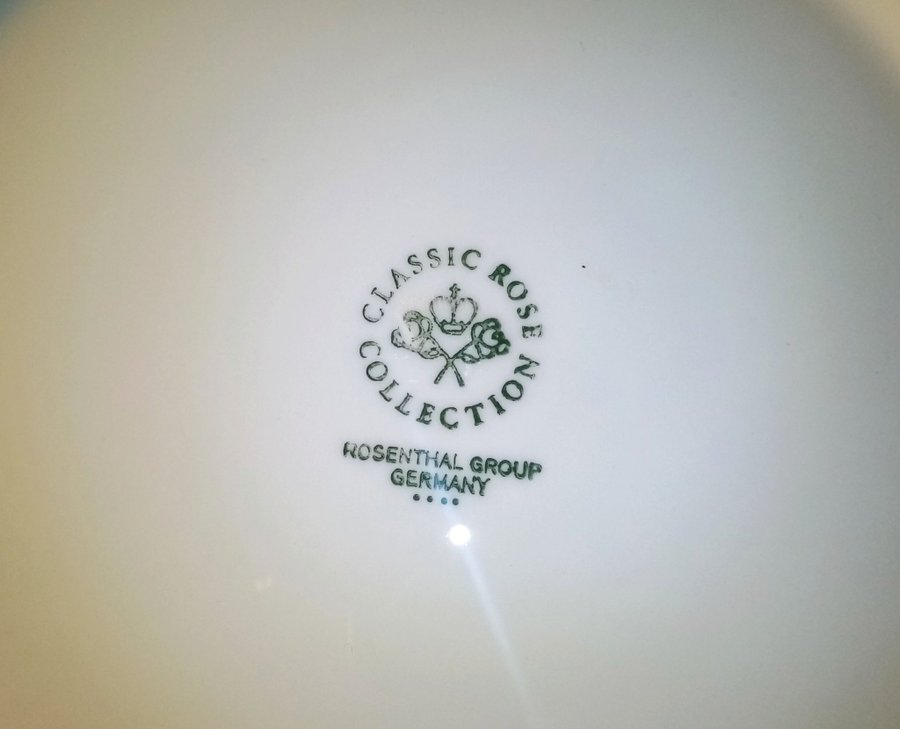 CLASSIC ROSE
COLLECTION
ROSENTHAL GROUP
GERMANY